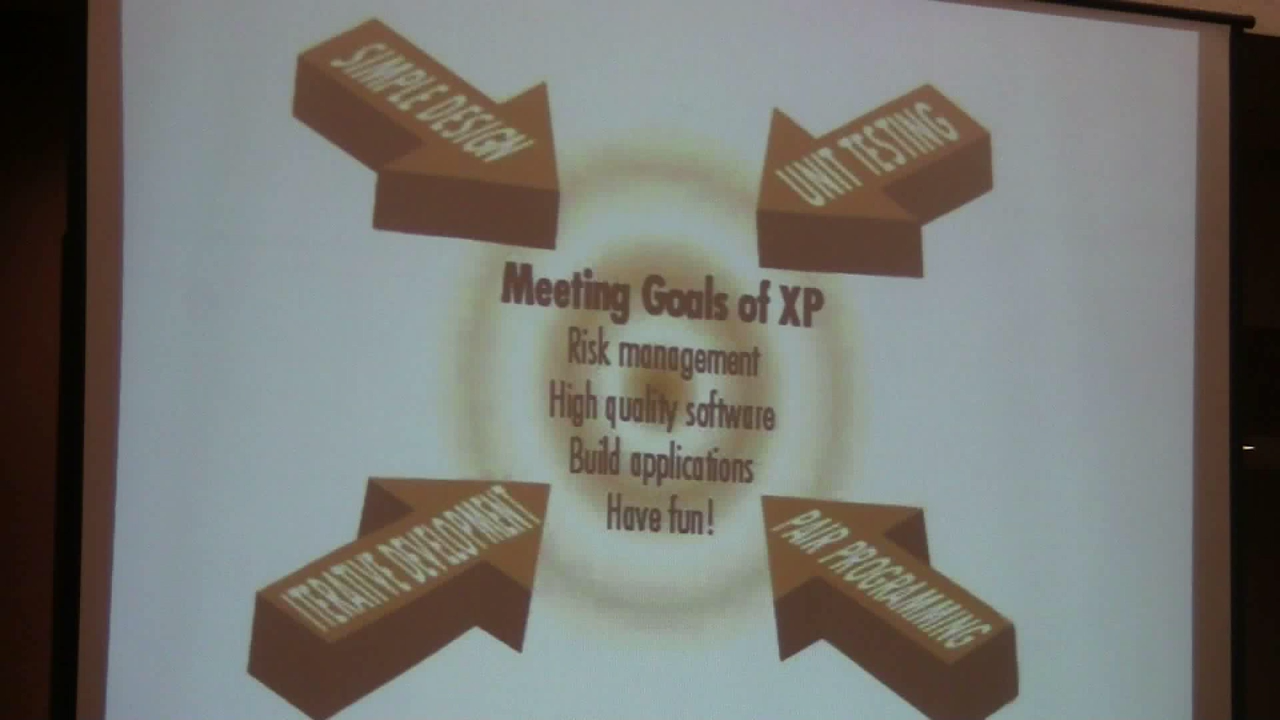 SIMPLE DESIGN
UNIT TESTING
Meeting Goals of XP
Risk management
High quality software
Build applications
Have fun!
ITERATIVE DEVELOPMENT
PAIR PROGRAMMING